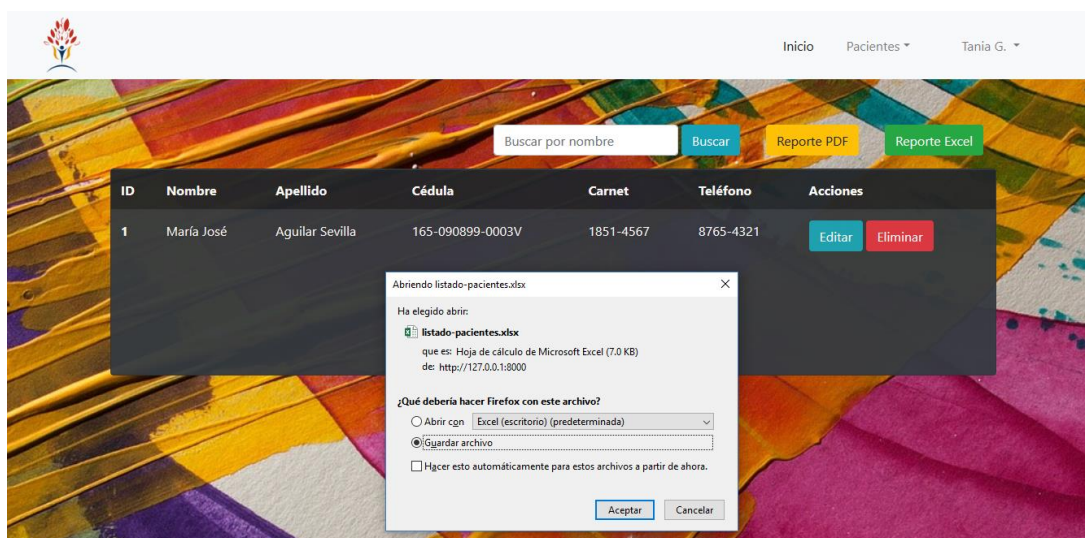 Inicio Pacientes Tania G.
Buscar por nombre Buscar Reporte PDF Reporte Excel
ID Nombre Apellido Cédula Carnet Teléfono Acciones
1 María José Aguilar Sevilla 165-090899-0003V 1851-4567 8765-4321 Editar Eliminar
Abriendo listado-pacientes.xlsx
Ha elegido abrir:
listado-pacientes.xlsx
que es: Hoja de cálculo de Microsoft Excel (7.0 KB)
de: http://127.0.0.1:8000
¿Qué debería hacer Firefox con este archivo?
Abrir con Excel (escritorio) (predeterminada)
Guardar archivo
Hacer esto automáticamente para estos archivos a partir de ahora.
Aceptar Cancelar